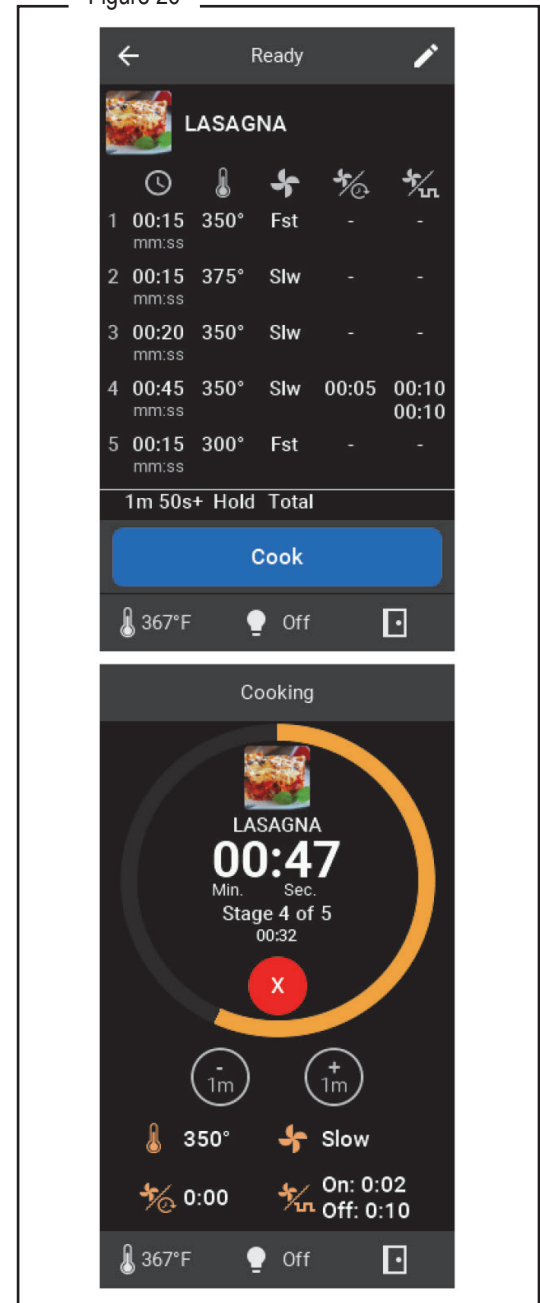 Figure 20
Ready
LASAGNA
1 00:15 350° Fst - -
mm:ss
2 00:15 375° Slw - -
mm:ss
3 00:20 350° Slw - -
mm:ss
4 00:45 350° Slw 00:05 00:10
mm:ss 00:10
5 00:15 300° Fst - -
mm:ss
1m 50s+ Hold Total
Cook
367°F Off
Cooking
LASAGNA
00:47
Min. Sec.
Stage 4 of 5
00:32
X
- +
1m 1m
350° Slow
0:00 On: 0:02
Off: 0:10
367°F Off